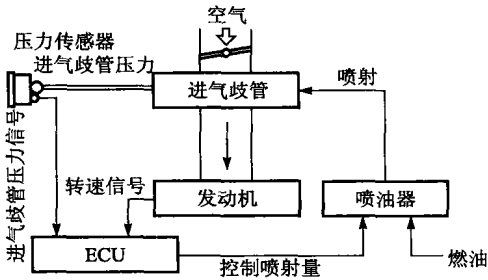 空气
压力传感器
进气歧管压力
进气歧管
喷射
进气歧管压力信号
转速信号
发动机
喷油器
ECU
控制喷射量
燃油